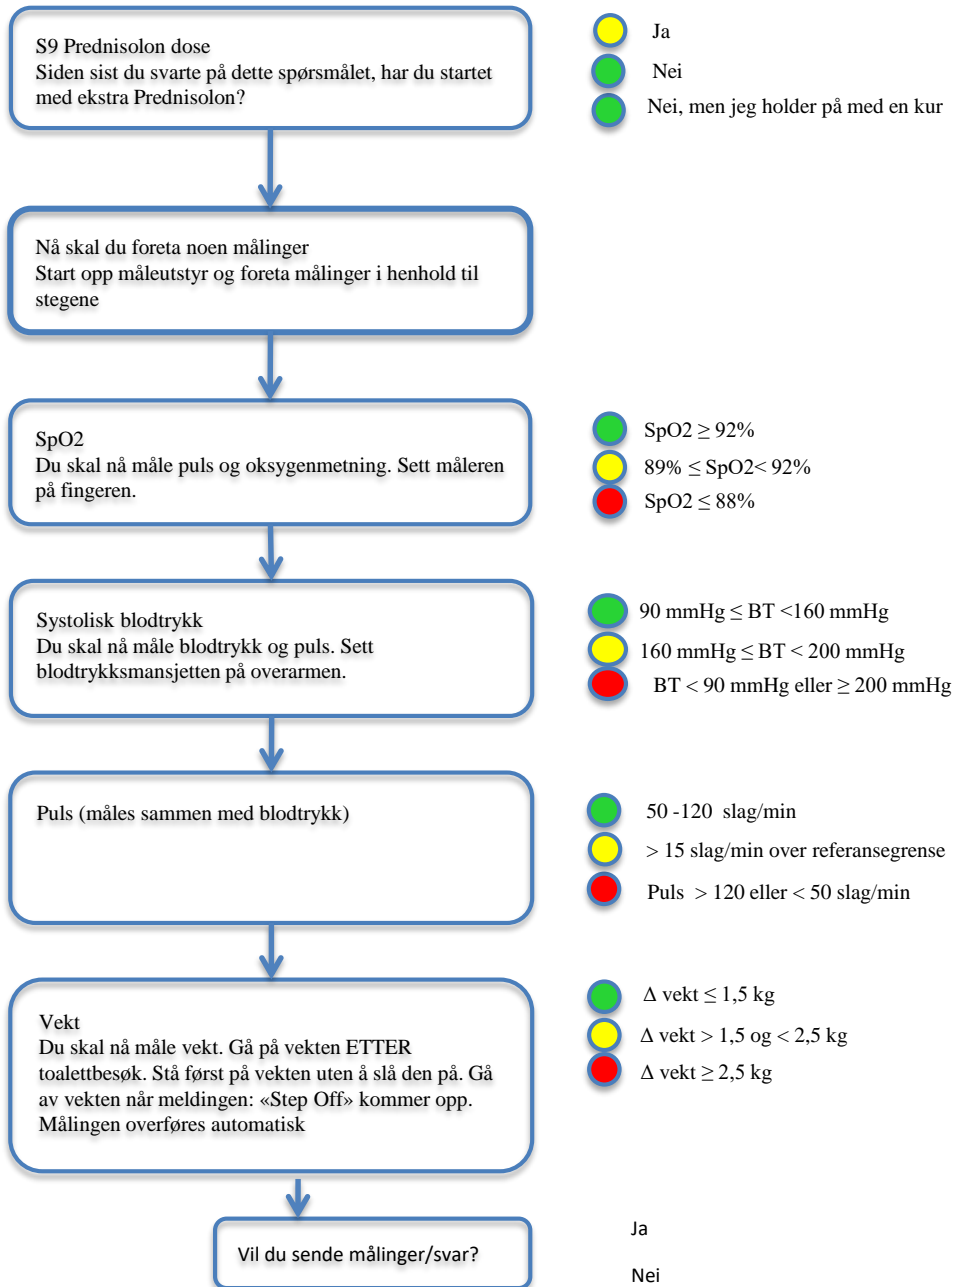 S9 Prednisolon dose
Siden sist du svarte på dette spørsmålet, har du startet
med ekstra Prednisolon?
Ja
Nei
Nei, men jeg holder på med en kur
Nå skal du foreta noen målinger
Start opp måleutstyr og foreta målinger i henhold til
stegene
SpO2
Du skal nå måle puls og oksygenmetning. Sett måleren
på fingeren.
SpO2 ≥ 92%
89% ≤ SpO2< 92%
SpO2 ≤ 88%
Systolisk blodtrykk
Du skal nå måle blodtrykk og puls. Sett
blodtrykksmansjetten på overarmen.
90 mmHg ≤ BT <160 mmHg
160 mmHg ≤ BT < 200 mmHg
BT < 90 mmHg eller ≥ 200 mmHg
Puls (måles sammen med blodtrykk)
50 -120 slag/min
> 15 slag/min over referansegrense
Puls > 120 eller < 50 slag/min
Vekt
Du skal nå måle vekt. Gå på vekten ETTER
toalettbesøk. Stå først på vekten uten å slå den på. Gå
av vekten når meldingen: «Step Off» kommer opp.
Målingen overføres automatisk
Δ vekt ≤ 1,5 kg
Δ vekt > 1,5 og < 2,5 kg
Δ vekt ≥ 2,5 kg
Vil du sende målinger/svar?
Ja
Nei